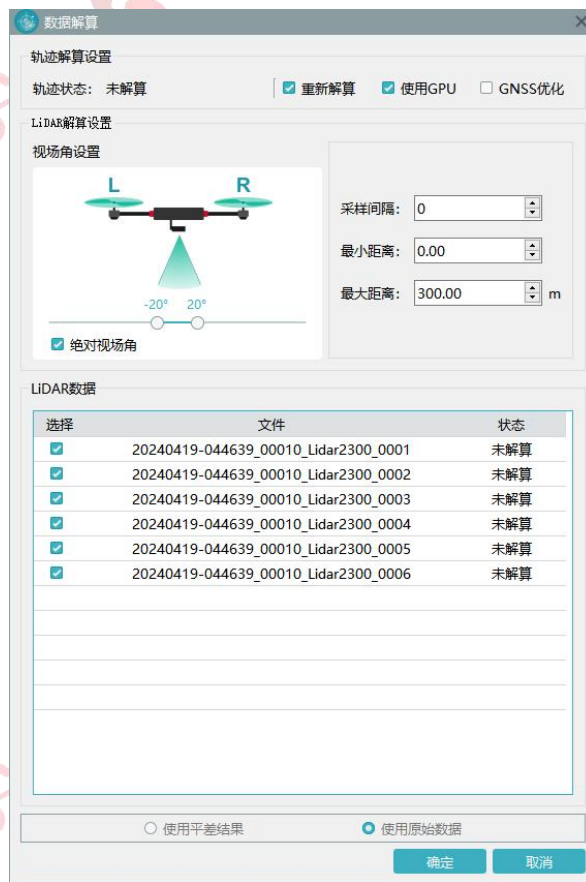 数据解算
轨迹解算设置
轨迹状态： 未解算 重新解算 使用GPU GNSS优化
LiDAR解算设置
视场角设置
L R
-20° 20°
绝对视场角
采样间隔： 0
最小距离： 0.00
最大距离： 300.00 m
LiDAR数据
选择 文件 状态
20240419-044639_00010_Lidar2300_0001 未解算
20240419-044639_00010_Lidar2300_0002 未解算
20240419-044639_00010_Lidar2300_0003 未解算
20240419-044639_00010_Lidar2300_0004 未解算
20240419-044639_00010_Lidar2300_0005 未解算
20240419-044639_00010_Lidar2300_0006 未解算
使用平差结果 使用原始数据
确定 取消